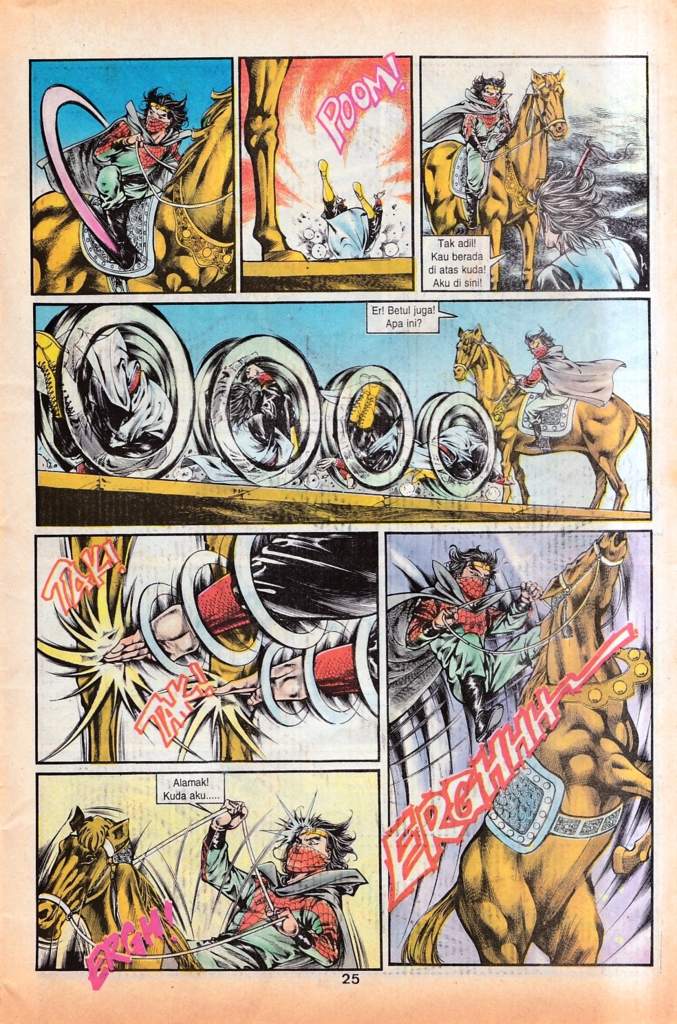 POOM!
Tak adil!
Kau berada
di atas kuda!
Aku di sini!
Er! Betul juga!
Apa ini?
TAK!
TAK!
ERGHHH
Alamak!
Kuda aku.....
ERGH!
25